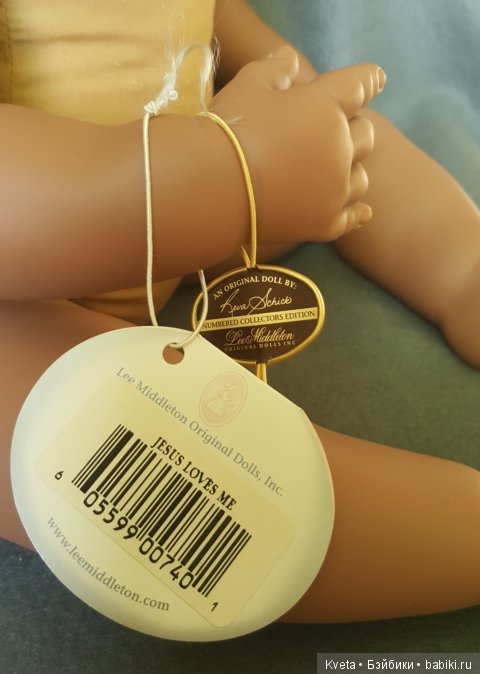 AN ORIGINAL DOLL BY:
Reva Schick
NUMBERED COLLECTORS EDITION
Lee Middleton
ORIGINAL DOLLS INC
Lee Middleton Original Dolls, Inc.
JESUS LOVES ME
6 05599 00740 1
www.leemiddleton.com
Kveta • Бэйбики • babiki.ru